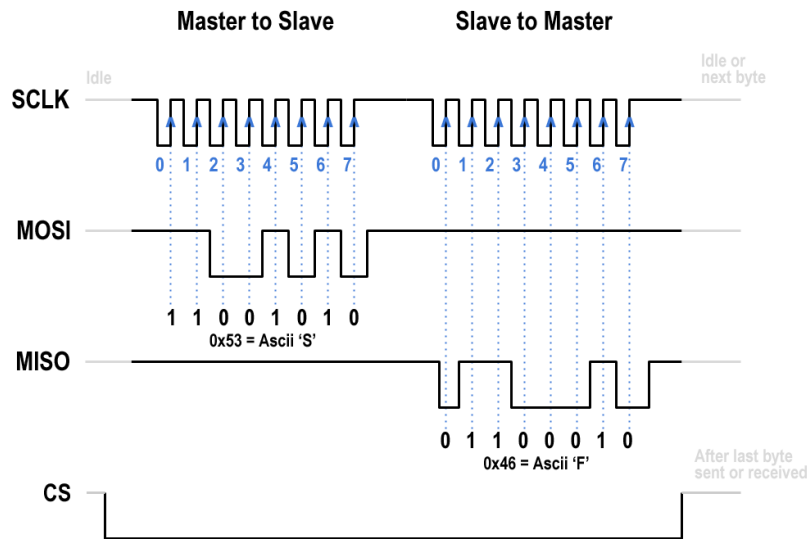 Master to Slave
Slave to Master
Idle
Idle or
next byte
SCLK
0 1 2 3 4 5 6 7
0 1 2 3 4 5 6 7
MOSI
1 1 0 0 1 0 1 0
0x53 = Ascii ‘S’
MISO
0 1 1 0 0 0 1 0
0x46 = Ascii ‘F’
After last byte
sent or received
CS